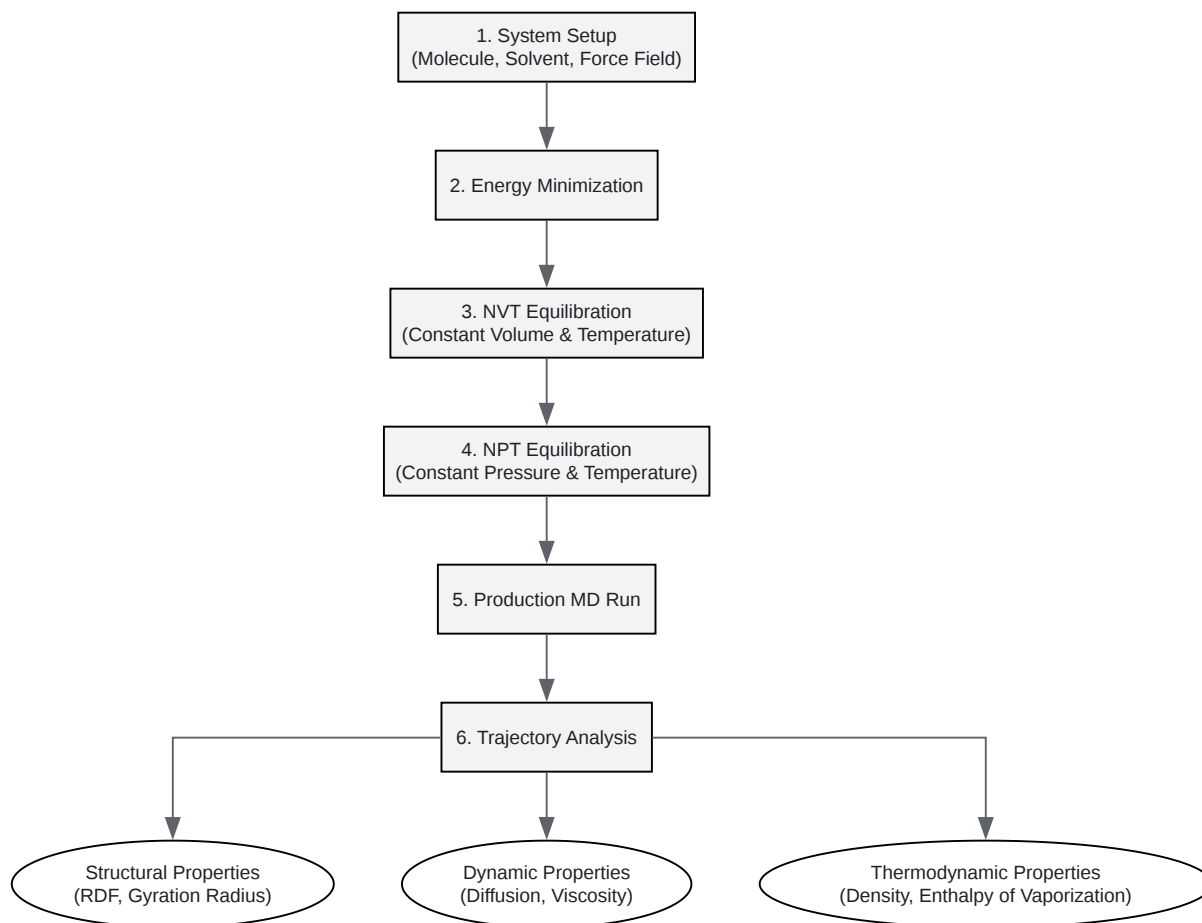 1. System Setup
(Molecule, Solvent, Force Field)
2. Energy Minimization
3. NVT Equilibration
(Constant Volume & Temperature)
4. NPT Equilibration
(Constant Pressure & Temperature)
5. Production MD Run
6. Trajectory Analysis
Structural Properties
(RDF, Gyration Radius)
Dynamic Properties
(Diffusion, Viscosity)
Thermodynamic Properties
(Density, Enthalpy of Vaporization)